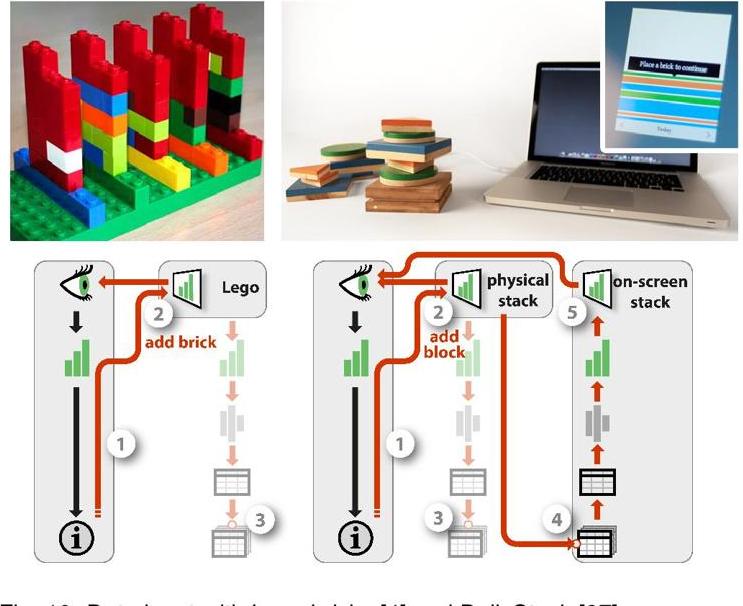 Place a brick to continue
Today
Lego
2
add brick
1
3
physical
stack
on-screen
stack
2
5
add
block
1
3
4